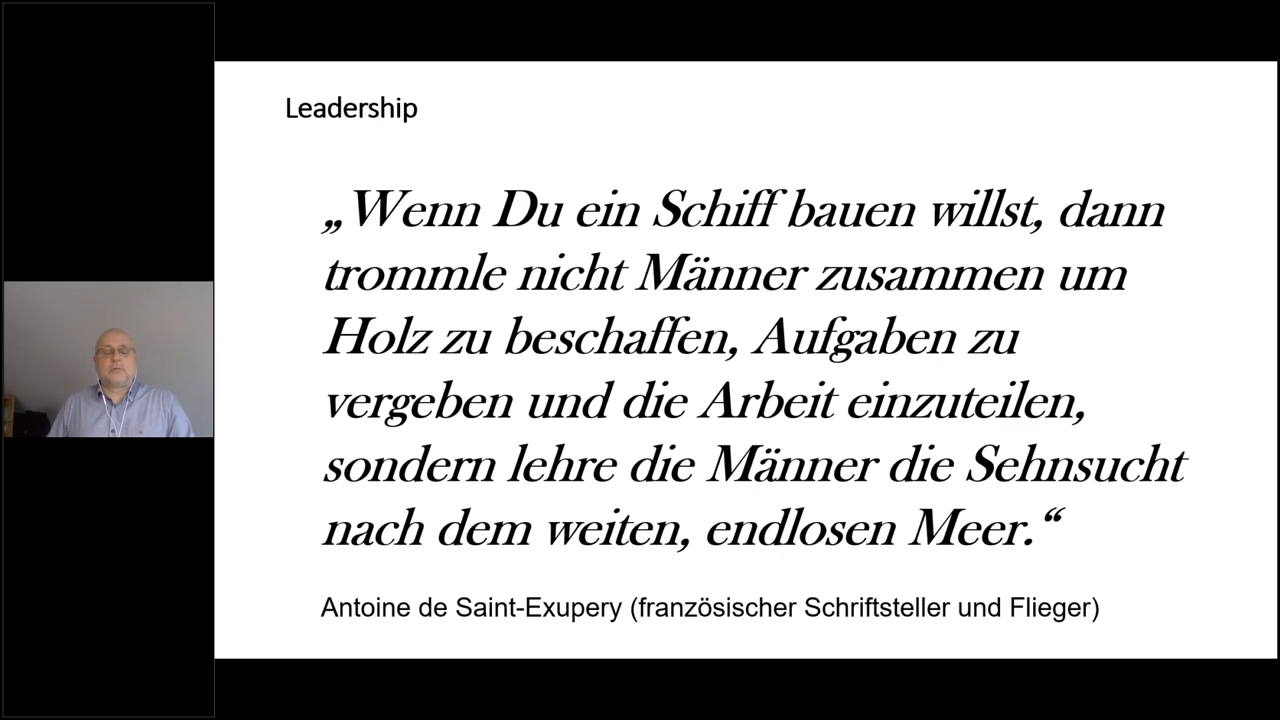 Leadership
„Wenn Du ein Schiff bauen willst, dann
trommle nicht Männer zusammen um
Holz zu beschaffen, Aufgaben zu
vergeben und die Arbeit einzuteilen,
sondern lehre die Männer die Sehnsucht
nach dem weiten, endlosen Meer.“
Antoine de Saint-Exupery (französischer Schriftsteller und Flieger)